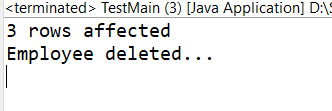 <terminated> TestMain (3) [Java Application] D:\
3 rows affected
Employee deleted...